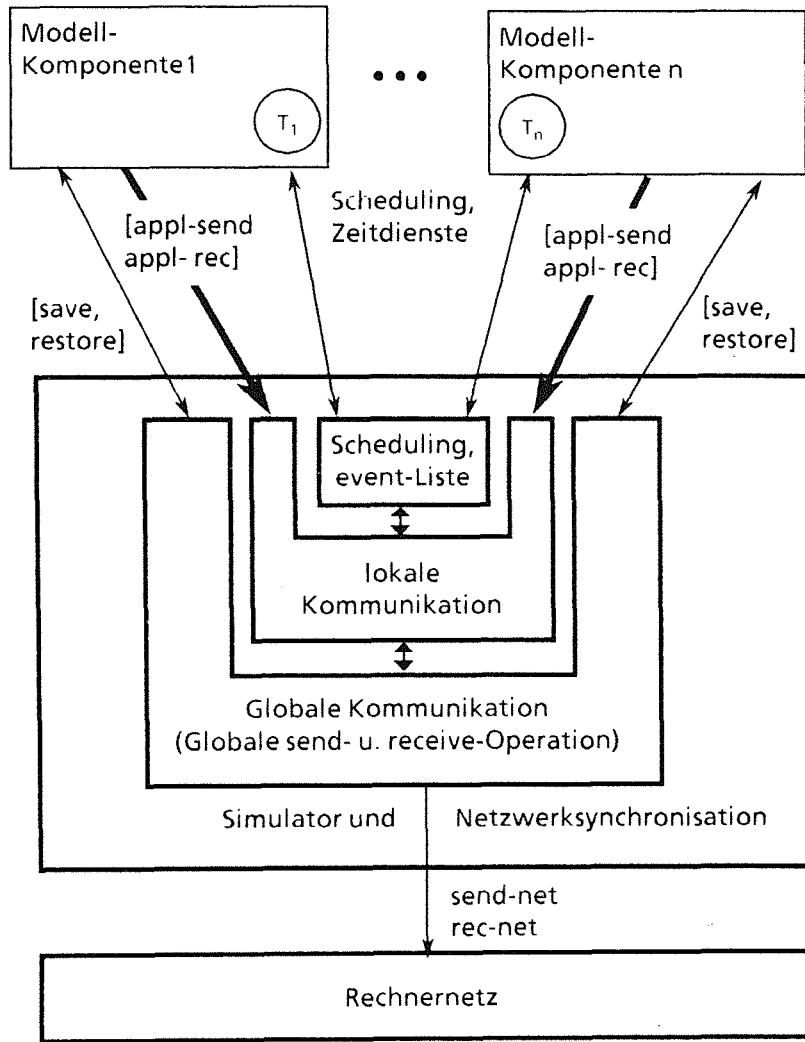 Modell-
Komponente1
T₁
• • •
Modell-
Komponente n
Tₙ
[appl-send
appl- rec]
Scheduling,
Zeitdienste
[appl-send
appl- rec]
[save,
restore]
[save,
restore]
Scheduling,
event-Liste
lokale
Kommunikation
Globale Kommunikation
(Globale send- u. receive-Operation)
Simulator und Netzwerksynchronisation
send-net
rec-net
Rechnernetz